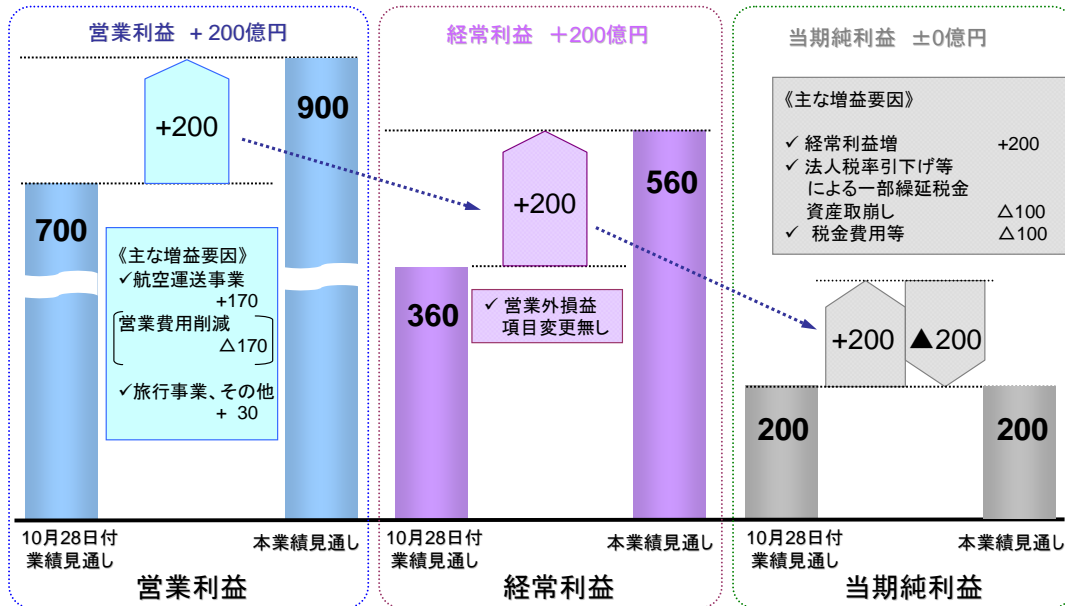 営業利益 +200億円
900
+200
700
《主な増益要因》
✓航空運送事業
+170
営業費用削減
△170
✓旅行事業、その他
+ 30
10月28日付
業績見通し
本業績見通し
営業利益
経常利益 +200億円
560
+200
360
✓ 営業外損益
項目変更無し
10月28日付
業績見通し
本業績見通し
経常利益
当期純利益 ±0億円
《主な増益要因》
✓ 経常利益増 +200
✓ 法人税率引下げ等
による一部繰延税金
資産取崩し △100
✓ 税金費用等 △100
+200
▲200
200
200
10月28日付
業績見通し
本業績見通し
当期純利益